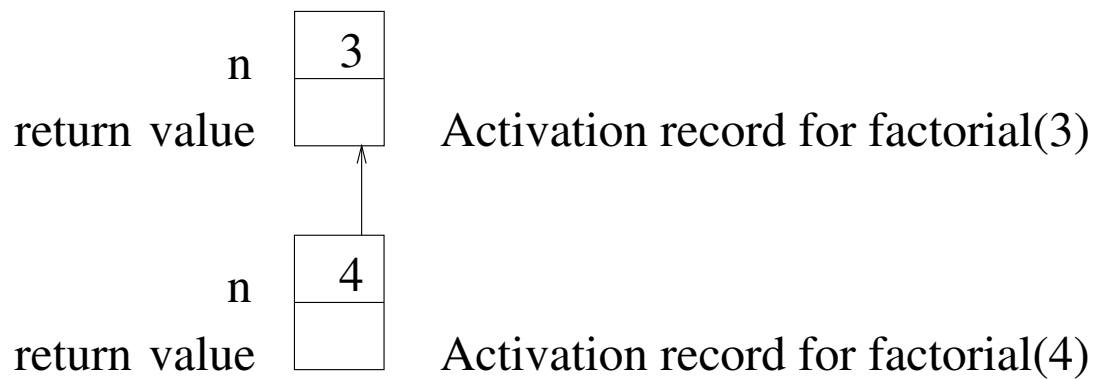 n 3
return value Activation record for factorial(3)
n 4
return value Activation record for factorial(4)